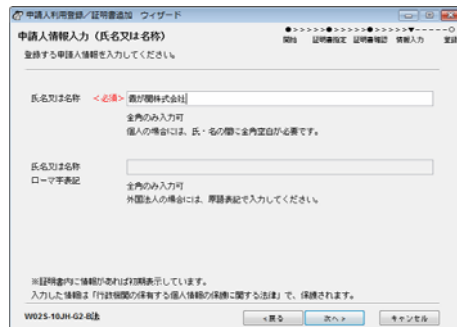 申請人利用登録/証明書追加 ウィザード
申請人情報入力(氏名又は名称)
●>>>>>●>>>>>●>>>>>▼-----○
開始 証明書指定 証明書確認 情報入力 登録
登録する申請人情報を入力してください。
氏名又は名称 <必須> 霞が関株式会社
全角のみ入力可
個人の場合には、氏・名の間に全角空白が必要です。
氏名又は名称
ローマ字表記
全角のみ入力可
外国法人の場合には、原語表記で入力してください。
※証明書内に情報があれば初期表示しています。
入力した情報は「行政機関の保有する個人情報の保護に関する法律」で、保護されます。
W02S-10JH-G2-B
<戻る 次へ> キャンセル